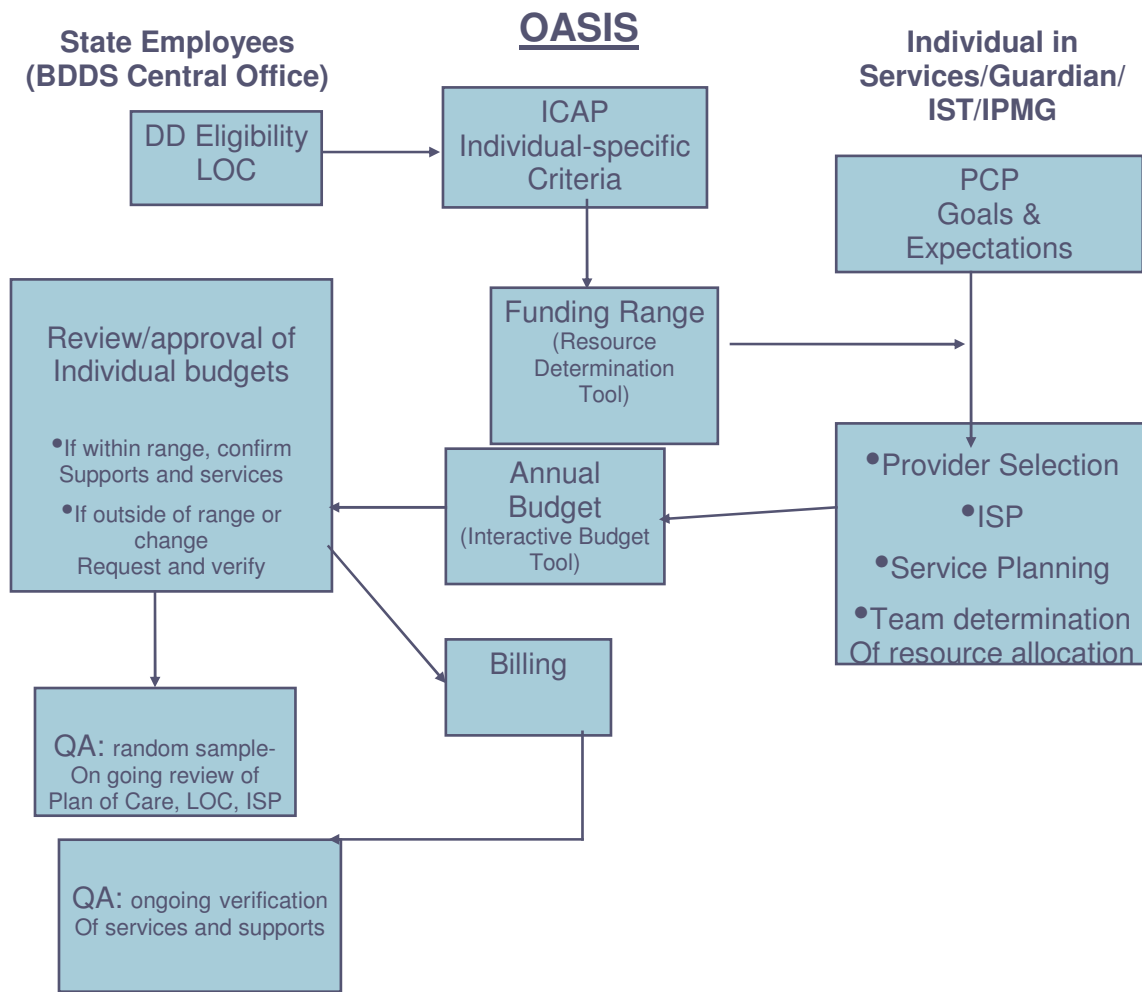 OASIS
State Employees
(BDDS Central Office)
Individual in
Services/Guardian/
IST/IPMG
DD Eligibility
LOC
ICAP
Individual-specific
Criteria
PCP
Goals &
Expectations
Funding Range
(Resource
Determination
Tool)
Review/approval of
Individual budgets
•If within range, confirm
Supports and services
•If outside of range or
change
Request and verify
Annual
Budget
(Interactive Budget
Tool)
•Provider Selection
•ISP
•Service Planning
•Team determination
Of resource allocation
Billing
QA: random sample-
On going review of
Plan of Care, LOC, ISP
QA: ongoing verification
Of services and supports